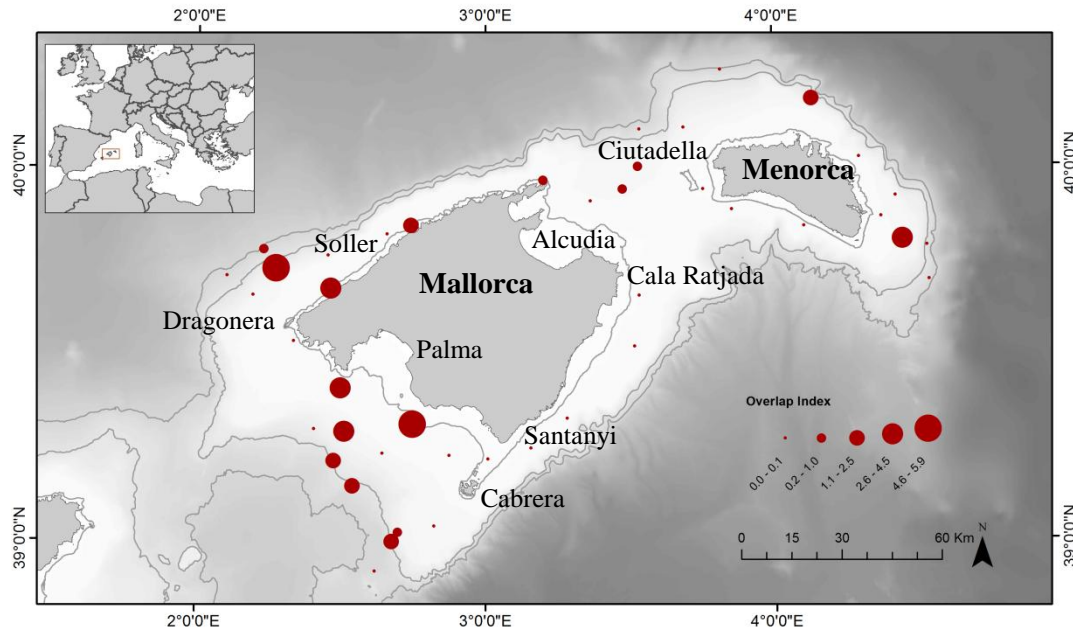 2°0'0"E 3°0'0"E 4°0'0"E
40°0'0"N
40°0'0"N
Ciutadella
Menorca
Soller
Alcudia
Mallorca
Cala Ratjada
Dragonera
Palma
Overlap Index
Santanyi
0.0 - 0.1 0.2 - 1.0 1.1 - 2.5 2.6 - 4.5 4.6 - 5.9
Cabrera
N
0 15 30 60 Km
39°0'0"N
39°0'0"N
2°0'0"E 3°0'0"E 4°0'0"E